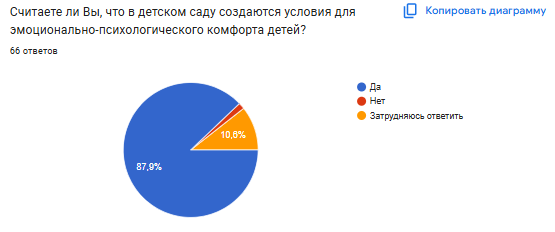 Считаете ли Вы, что в детском саду создаются условия для
эмоционально-психологического комфорта детей?
Копировать диаграмму
66 ответов
Да
Нет
Затрудняюсь ответить
10,6%
87,9%